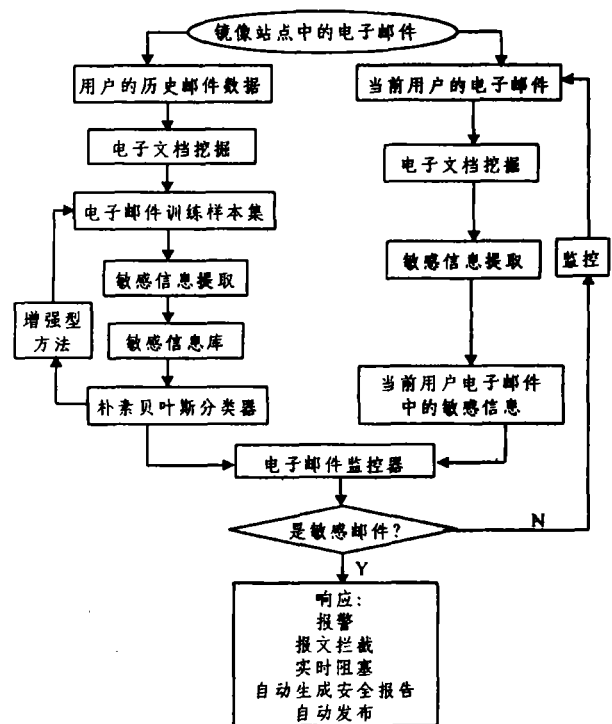 镜像站点中的电子邮件
用户的历史邮件数据
当前用户的电子邮件
电子文档挖掘
电子文档挖掘
电子邮件训练样本集
监控
敏感信息提取
敏感信息提取
增强型
方法
敏感信息库
当前用户电子邮件
中的敏感信息
朴素贝叶斯分类器
电子邮件监控器
是敏感邮件?
N
Y
响应:
报警
报文拦截
实时阻塞
自动生成安全报告
自动发布